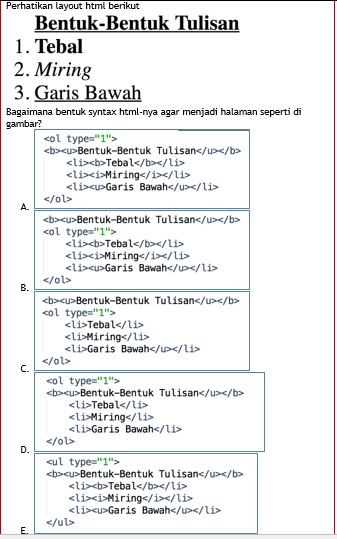 Perhatikan layout html berikut
Bentuk-Bentuk Tulisan
1. Tebal
2. Miring
3. Garis Bawah
Bagaimana bentuk syntax html-nya agar menjadi halaman seperti di
gambar?
<ol type="1">
<b><u>Bentuk-Bentuk Tulisan</u></b>
<li><b>Tebal</b></li>
<li><i>Miring</i></li>
<li><u>Garis Bawah</u></li>
</ol>
A.
<b><u>Bentuk-Bentuk Tulisan</u></b>
<ol type="1">
<li><b>Tebal</b></li>
<li><i>Miring</i></li>
<li><u>Garis Bawah</u></li>
</ol>
B.
<b><u>Bentuk-Bentuk Tulisan</u></b>
<ol type="1">
<li>Tebal</li>
<li>Miring</li>
<li>Garis Bawah</u></li>
</ol>
C.
<ol type="1">
<b><u>Bentuk-Bentuk Tulisan</u></b>
<li>Tebal</li>
<li>Miring</li>
<li>Garis Bawah</li>
</ol>
D.
<ul type="1">
<b><u>Bentuk-Bentuk Tulisan</u></b>
<li><b>Tebal</b></li>
<li><i>Miring</i></li>
<li><u>Garis Bawah</u></li>
</ul>
E.